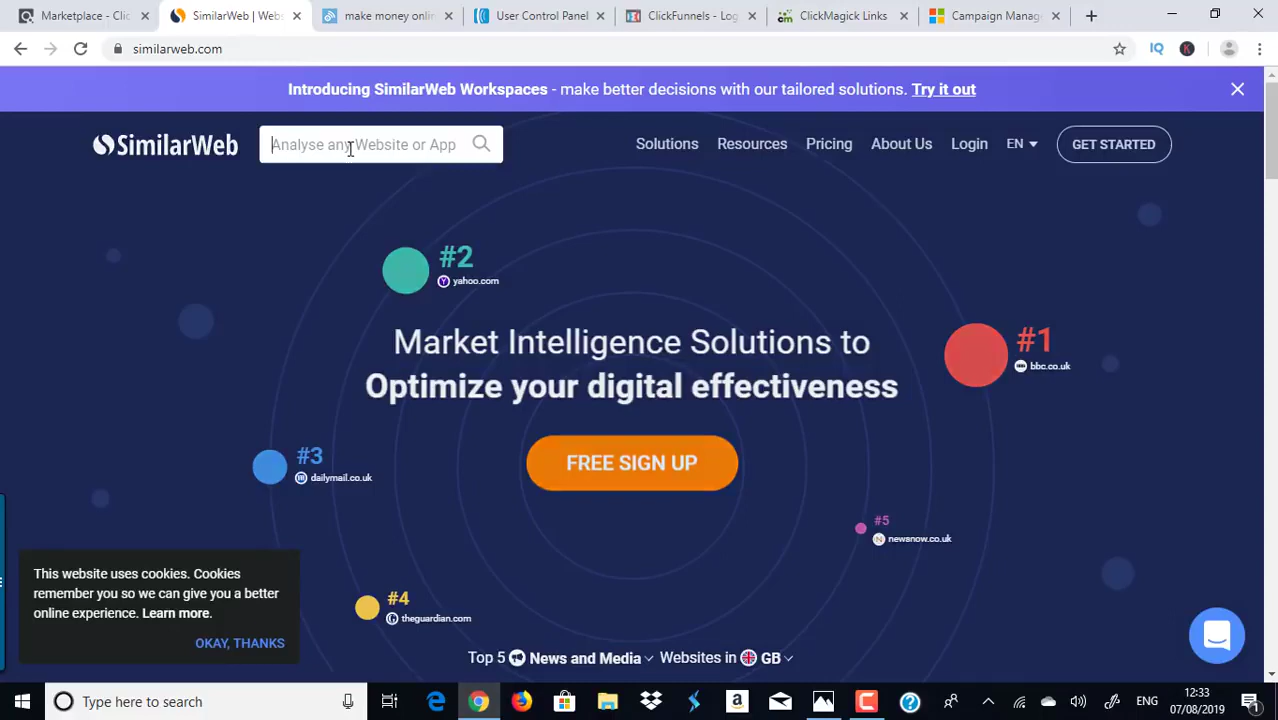 Marketplace - Click
SimilarWeb | Webs
make money onlin
User Control Panel
ClickFunnels - Log
ClickMagick Links
Campaign Manag
similarweb.com
IQ
K
Introducing SimilarWeb Workspaces - make better decisions with our tailored solutions. Try it out
SimilarWeb
Analyse any Website or App
Solutions
Resources
Pricing
About Us
Login
EN
GET STARTED
#2
yahoo.com
#1
bbc.co.uk
Market Intelligence Solutions to
Optimize your digital effectiveness
#3
dailymail.co.uk
FREE SIGN UP
#5
newsnow.co.uk
This website uses cookies. Cookies
remember you so we can give you a better
online experience. Learn more.
OKAY, THANKS
#4
theguardian.com
Top 5 News and Media Websites in GB
Type here to search
ENG
12:33
07/08/2019